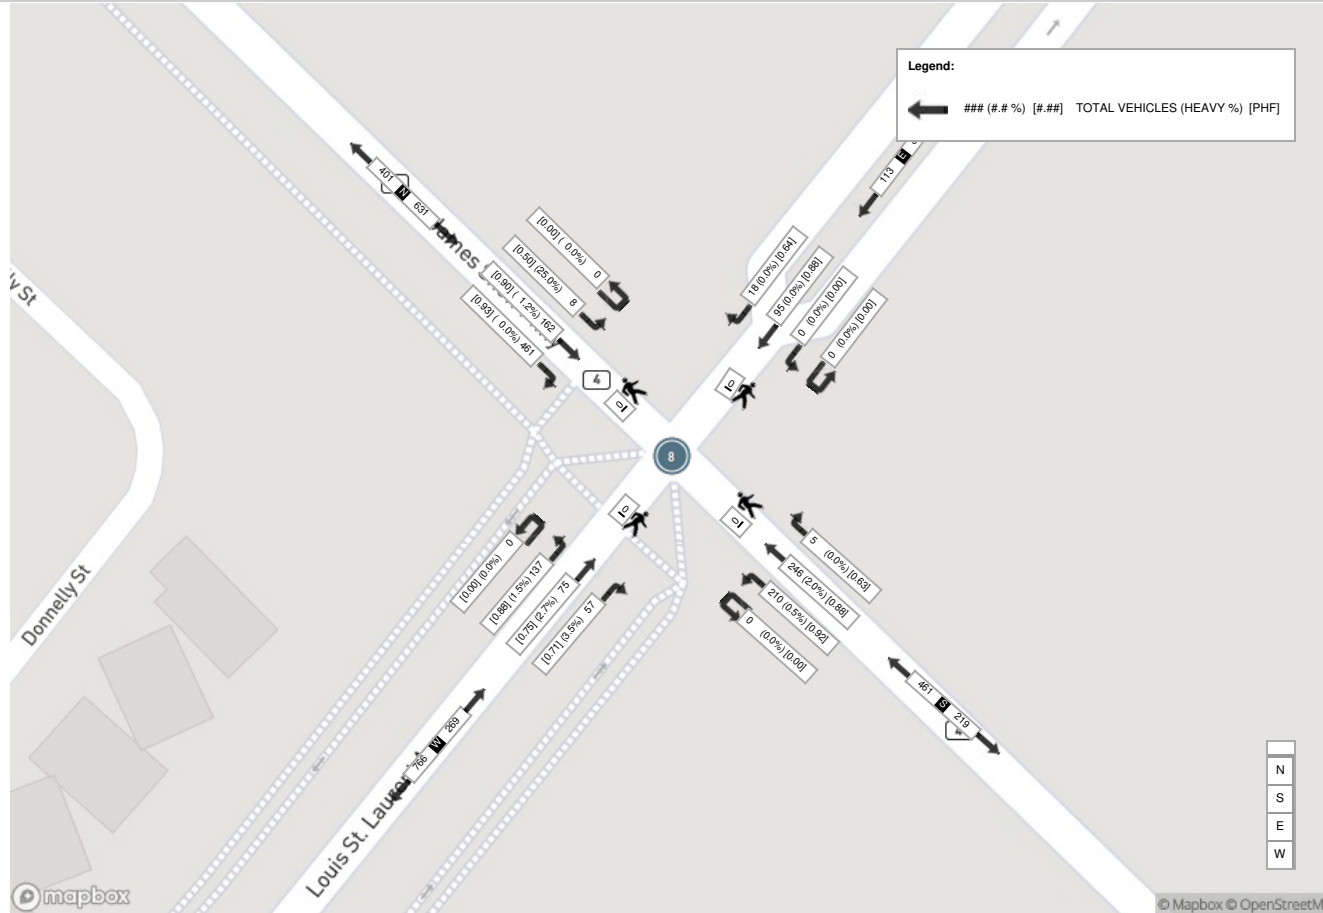 Legend:
### (#.# %) [#.##] TOTAL VEHICLES (HEAVY %) [PHF]
113 E
401 N 631
James
[0.00] ( 0.0%) 0
[0.50] (25.0%) 8
[0.90] ( 1.2%) 162
[0.93] ( 0.0%) 461
18 (0.0%) [0.64]
95 (0.0%) [0.88]
0 (0.0%) [0.00]
0 (0.0%) [0.00]
ly St
4
0
0
8
0
0
[0.00] (0.0%) 0
[0.88] (1.5%) 137
[0.75] (2.7%) 75
[0.71] (3.5%) 57
5 (0.0%) [0.63]
246 (2.0%) [0.88]
210 (0.5%) [0.92]
0 (0.0%) [0.00]
Donnelly St
461 S 219
4
766 W 269
Louis St. Laurent
N
S
E
W
mapbox
© Mapbox © OpenStreetM